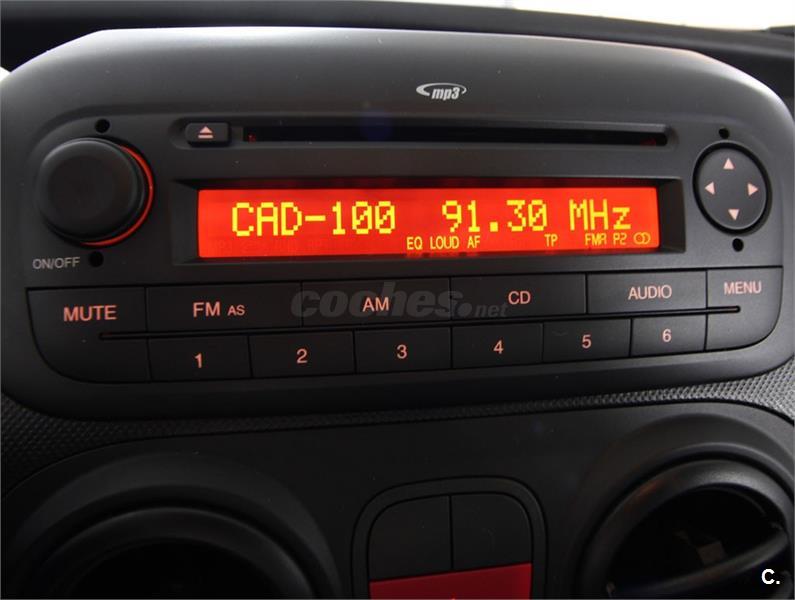 mp3
CAD-100 91.30 MHz
EQ LOUD AF TP FMA P2
ON/OFF
MUTE FM AS AM CD AUDIO MENU
coches.net
1 2 3 4 5 6
C.